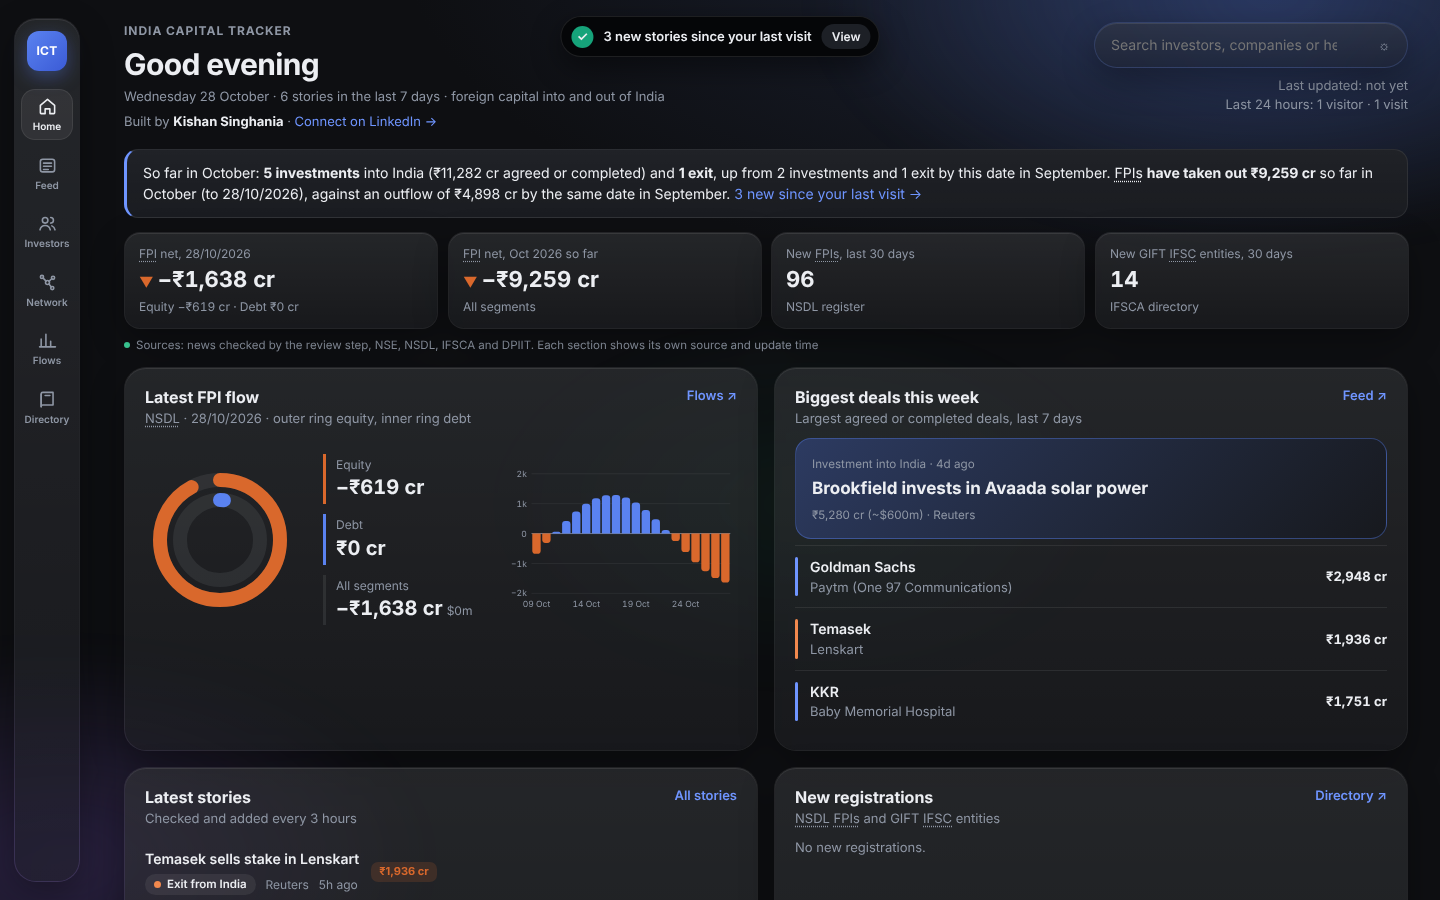 ICT
Home
Feed
Investors
Network
Flows
Directory
INDIA CAPITAL TRACKER
Good evening
Wednesday 28 October · 6 stories in the last 7 days · foreign capital into and out of India
Built by Kishan Singhania · Connect on LinkedIn →
3 new stories since your last visit View
Search investors, companies or he
Last updated: not yet
Last 24 hours: 1 visitor · 1 visit
So far in October: 5 investments into India (₹11,282 cr agreed or completed) and 1 exit, up from 2 investments and 1 exit by this date in September. FPIs have taken out ₹9,259 cr so far in
October (to 28/10/2026), against an outflow of ₹4,898 cr by the same date in September. 3 new since your last visit →
FPI net, 28/10/2026
−₹1,638 cr
Equity −₹619 cr · Debt ₹0 cr
FPI net, Oct 2026 so far
−₹9,259 cr
All segments
New FPIs, last 30 days
96
NSDL register
New GIFT IFSC entities, 30 days
14
IFSCA directory
Sources: news checked by the review step, NSE, NSDL, IFSCA and DPIIT. Each section shows its own source and update time
Latest FPI flow
Flows ↗
NSDL · 28/10/2026 · outer ring equity, inner ring debt
Equity
−₹619 cr
Debt
₹0 cr
All segments
−₹1,638 cr $0m
2k
1k
0
−1k
−2k
09 Oct 14 Oct 19 Oct 24 Oct
Biggest deals this week
Feed ↗
Largest agreed or completed deals, last 7 days
Investment into India · 4d ago
Brookfield invests in Avaada solar power
₹5,280 cr (~$600m) · Reuters
Goldman Sachs
Paytm (One 97 Communications)
₹2,948 cr
Temasek
Lenskart
₹1,936 cr
KKR
Baby Memorial Hospital
₹1,751 cr
Latest stories
All stories
Checked and added every 3 hours
Temasek sells stake in Lenskart
₹1,936 cr
Exit from India Reuters 5h ago
New registrations
Directory ↗
NSDL FPIs and GIFT IFSC entities
No new registrations.